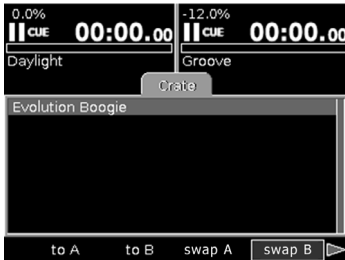 0.0%
CUE 00:00.00
Daylight
-12.0%
CUE 00:00.00
Groove
Crate
Evolution Boogie
to A to B swap A swap B